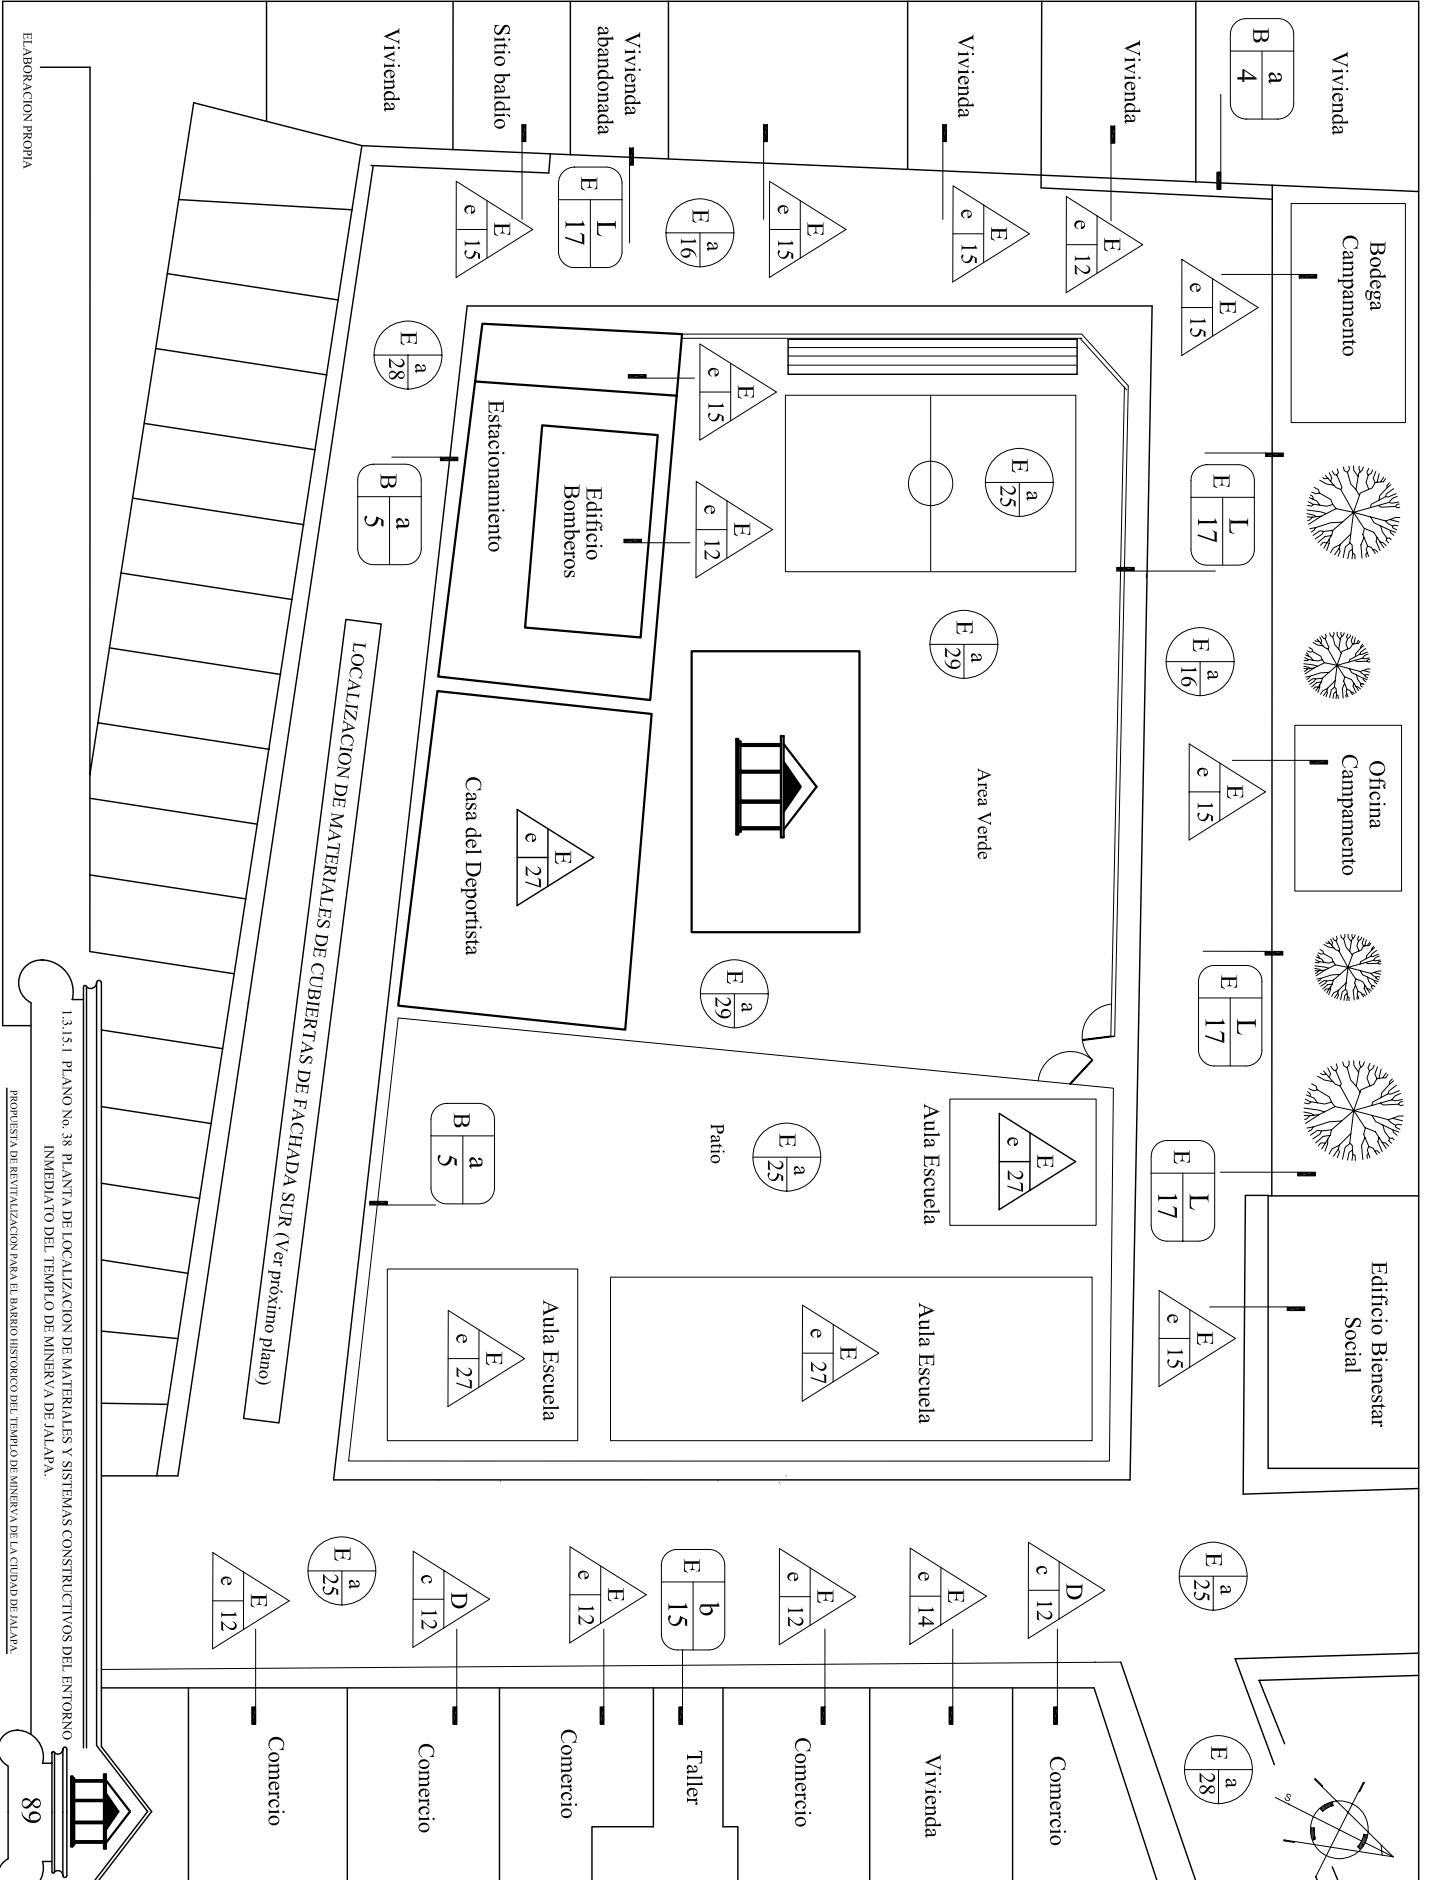 Vivienda
Sitio baldío
Vivienda
abandonada
Vivienda
Vivienda
Vivienda
B a 4
E e 15
E L 17
E a 16
E e 15
E e 15
E e 12
E e 15
Bodega
Campamento
E a 28
B a 5
Estacionamiento
Edificio
Bomberos
E e 15
E e 12
E a 25
E L 17
E a 29
E a 16
Area Verde
E e 15
Oficina
Campamento
Casa del Deportista
E e 27
E a 29
E L 17
LOCALIZACION DE MATERIALES DE CUBIERTAS DE FACHADA SUR (Ver próximo plano)
B a 5
Patio
E a 25
Aula Escuela
E e 27
E L 17
Aula Escuela
E e 27
Aula Escuela
E e 27
E e 15
Edificio Bienestar
Social
E e 12
E a 25
D c 12
E e 12
E b 15
E e 12
E e 14
D c 12
E a 25
Comercio
Comercio
Comercio
Taller
Comercio
Vivienda
Comercio
E a 28
S
ELABORACION PROPIA
1.3.15.1 PLANO No. 38 PLANTA DE LOCALIZACION DE MATERIALES Y SISTEMAS CONSTRUCTIVOS DEL ENTORNO
INMEDIATO DEL TEMPLO DE MINERVA DE JALAPA.
PROPUESTA DE REVITALIZACION PARA EL BARRIO HISTORICO DEL TEMPLO DE MINERVA DE LA CIUDAD DE JALAPA.
89